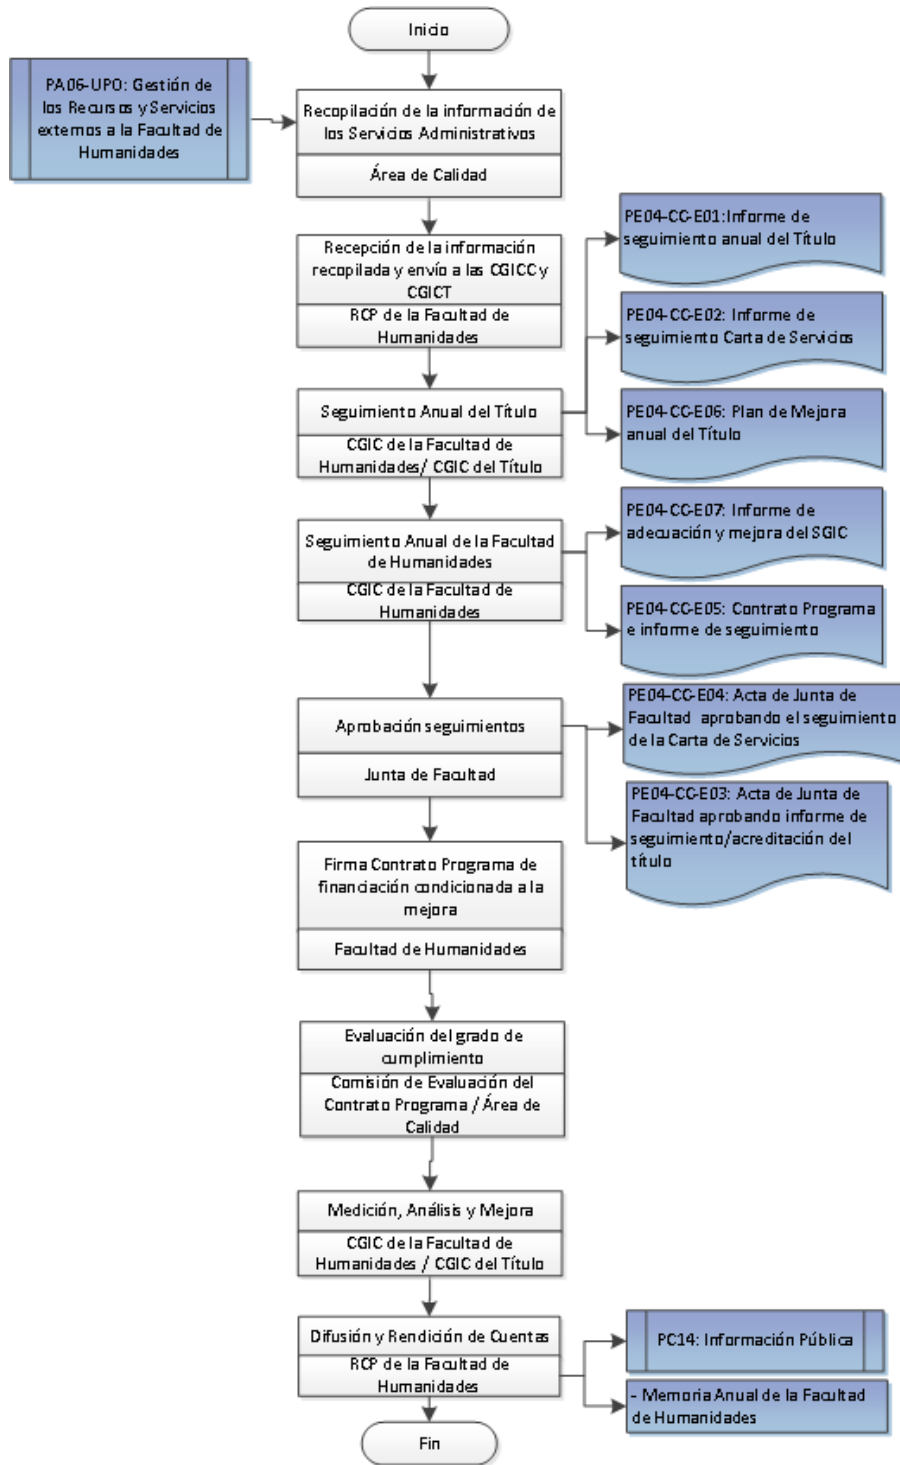 Inicio
PA06-UPO: Gestión de
los Recursos y Servicios
externos a la Facultad de
Humanidades
Recopilación de la información de
los Servicios Administrativos
Área de Calidad
Recepción de la información
recopilada y envío a las CGICC y
CGICT
RCP de la Facultad de
Humanidades
PE04-CC-E01:Informe de
seguimiento anual del Título
PE04-CC-E02: Informe de
seguimiento Carta de Servicios
Seguimiento Anual del Título
CGIC de la Facultad de
Humanidades/ CGIC del Título
PE04-CC-E06: Plan de Mejora
anual del Título
Seguimiento Anual de la Facultad
de Humanidades
CGIC de la Facultad de
Humanidades
PE04-CC-E07: Informe de
adecuación y mejora del SGIC
PE04-CC-E05: Contrato Programa
e informe de seguimiento
Aprobación seguimientos
Junta de Facultad
PE04-CC-E04: Acta de Junta de
Facultad aprobando el seguimiento
de la Carta de Servicios
PE04-CC-E03: Acta de Junta de
Facultad aprobando informe de
seguimiento/acreditación del
título
Firma Contrato Programa de
financiación condicionada a la
mejora
Facultad de Humanidades
Evaluación del grado de
cumplimiento
Comisión de Evaluación del
Contrato Programa / Área de
Calidad
Medición, Análisis y Mejora
CGIC de la Facultad de
Humanidades / CGIC del Título
Difusión y Rendición de Cuentas
RCP de la Facultad de
Humanidades
PC14: Información Pública
- Memoria Anual de la Facultad
de Humanidades
Fin